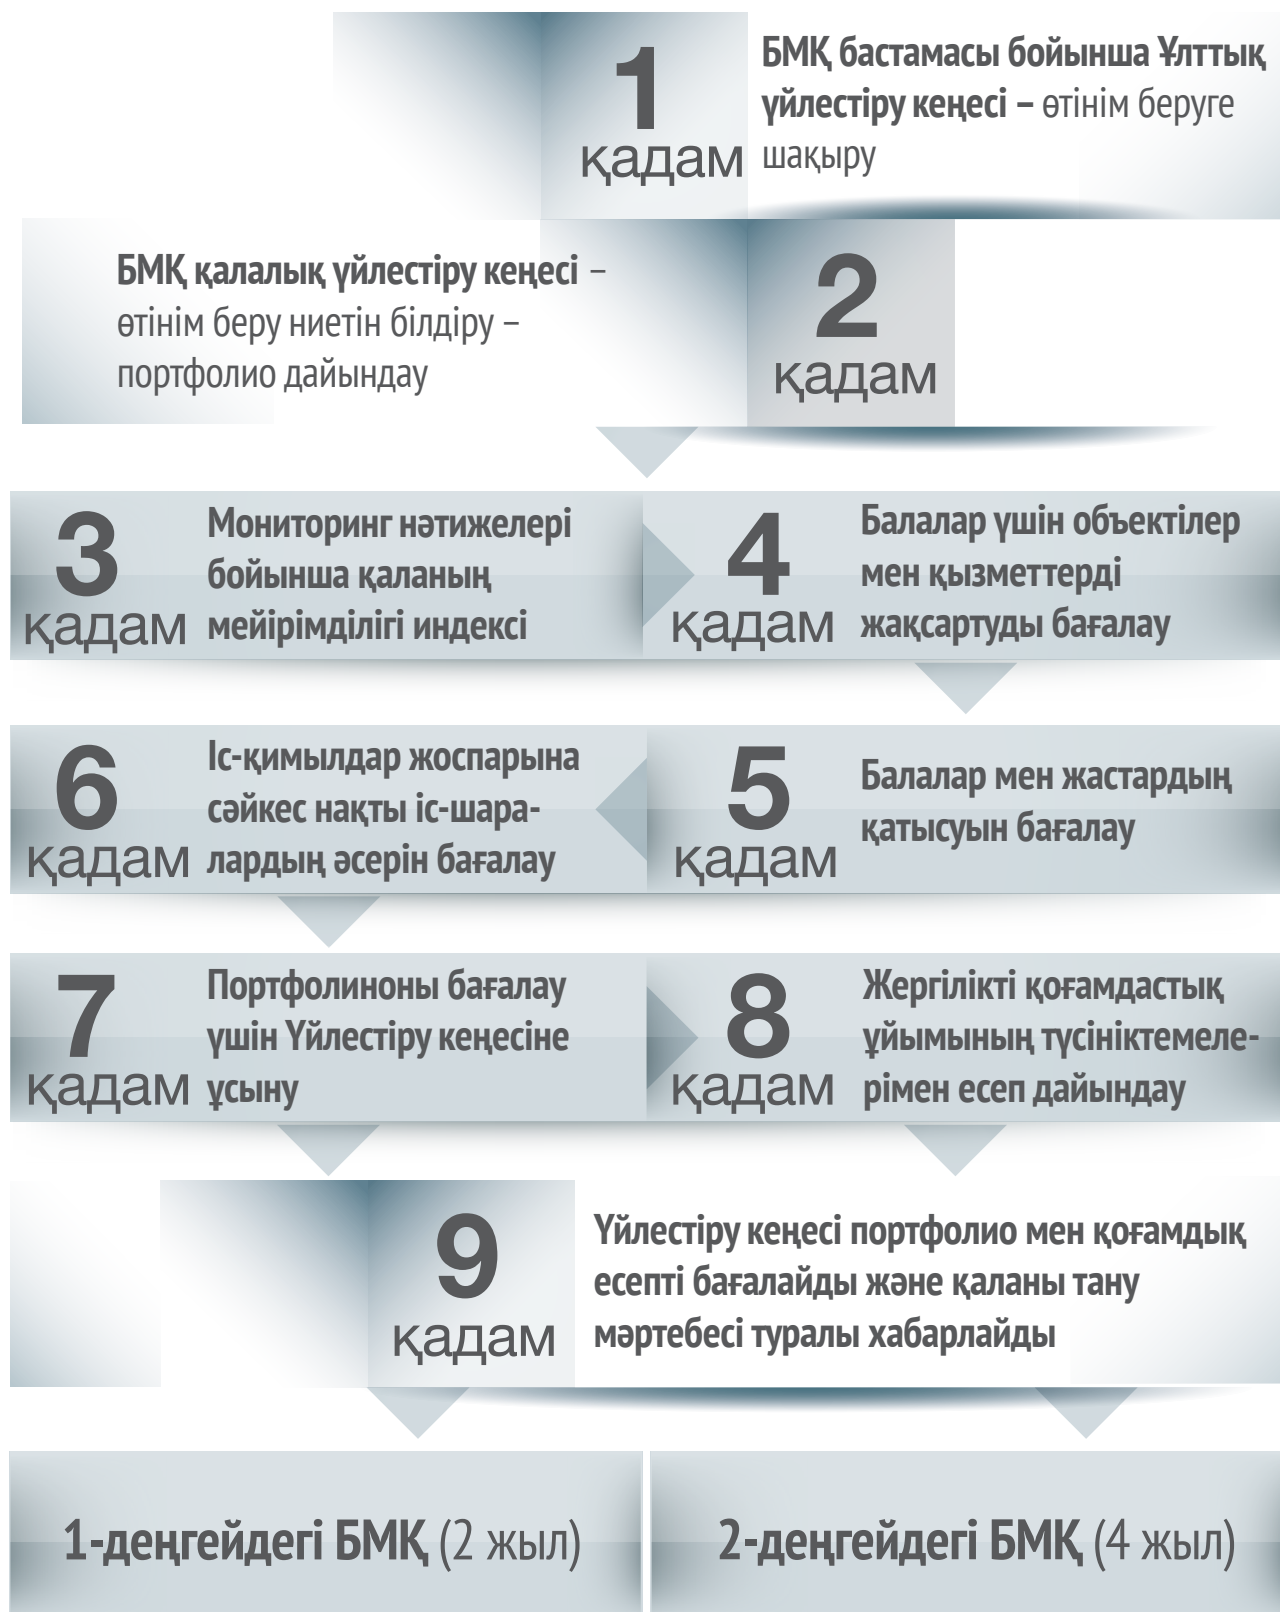 1
қадам
БМҚ бастамасы бойынша Ұлттық
үйлестіру кеңесі – өтінім беруге
шақыру
БМҚ қалалық үйлестіру кеңесі –
өтінім беру ниетін білдіру –
портфолио дайындау
2
қадам
3
қадам
Мониторинг нәтижелері
бойынша қаланың
мейірімділігі индексі
4
қадам
Балалар үшін объектілер
мен қызметтерді
жақсартуды бағалау
6
қадам
Іс-қимылдар жоспарына
сәйкес нақты іс-шара-
лардың әсерін бағалау
5
қадам
Балалар мен жастардың
қатысуын бағалау
7
қадам
Портфолиноны бағалау
үшін Үйлестіру кеңесіне
ұсыну
8
қадам
Жергілікті қоғамдастық
ұйымының түсініктемеле-
рімен есеп дайындау
9
қадам
Үйлестіру кеңесі портфолио мен қоғамдық
есепті бағалайды және қаланы тану
мәртебесі туралы хабарлайды
1-деңгейдегі БМҚ (2 жыл)
2-деңгейдегі БМҚ (4 жыл)